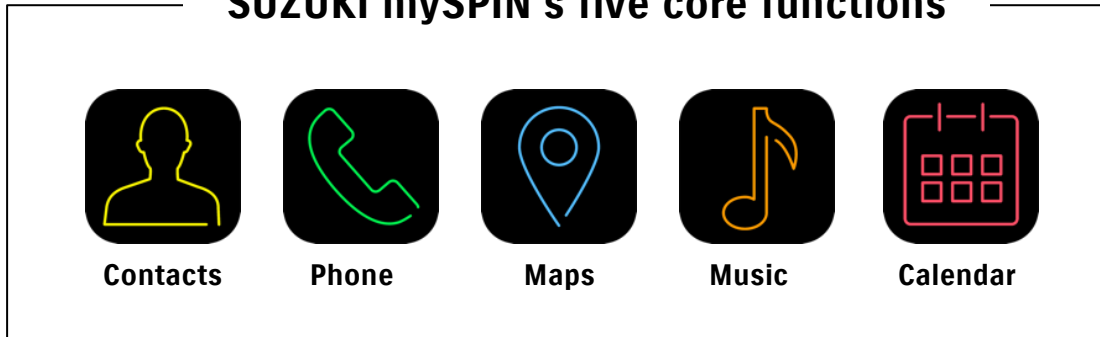 SUZUKI mySPIN's five core functions
Contacts
Phone
Maps
Music
Calendar